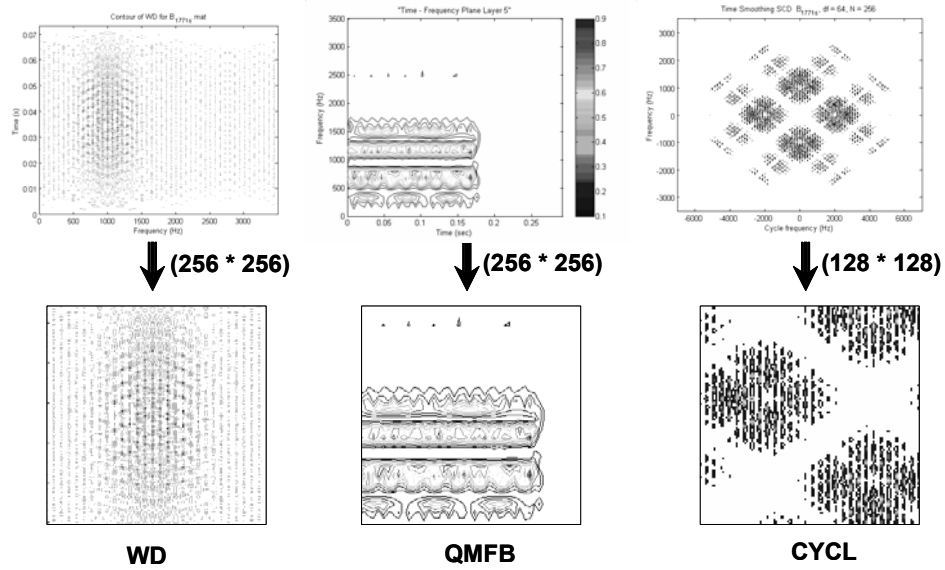 Contour of WD for B_1771s mat
0.07
0.06
0.05
0.04
0.03
0.02
0.01
0
Time (s)
0 500 1000 1500 2000 2500 3000
Frequency (Hz)
"Time - Frequency Plane Layer 5"
3500
3000
2500
2000
1500
1000
500
0
Frequency (Hz)
0 0.05 0.1 0.15 0.2 0.25
Time (sec)
0.9
0.8
0.7
0.6
0.5
0.4
0.3
0.2
0.1
Time Smoothing SCD B_1771s, df = 64, N = 256
3000
2000
1000
0
-1000
-2000
-3000
Frequency (Hz)
-6000 -4000 -2000 0 2000 4000 6000
Cycle frequency (Hz)
(256 * 256)
(256 * 256)
(128 * 128)
WD
QMFB
CYCL